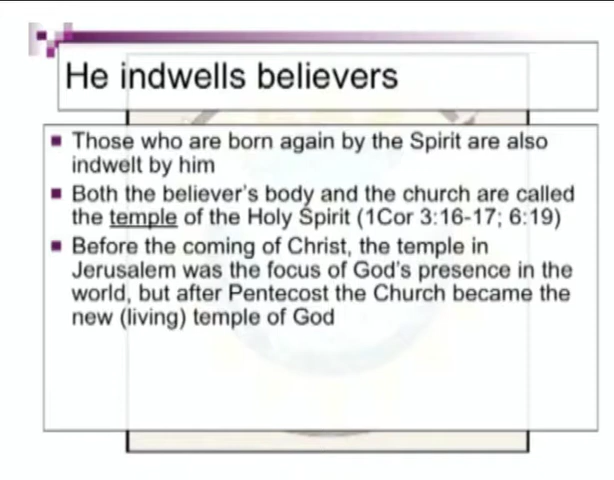 He indwells believers
Those who are born again by the Spirit are also
indwelt by him
Both the believer's body and the church are called
the temple of the Holy Spirit (1Cor 3:16-17; 6:19)
Before the coming of Christ, the temple in
Jerusalem was the focus of God's presence in the
world, but after Pentecost the Church became the
new (living) temple of God